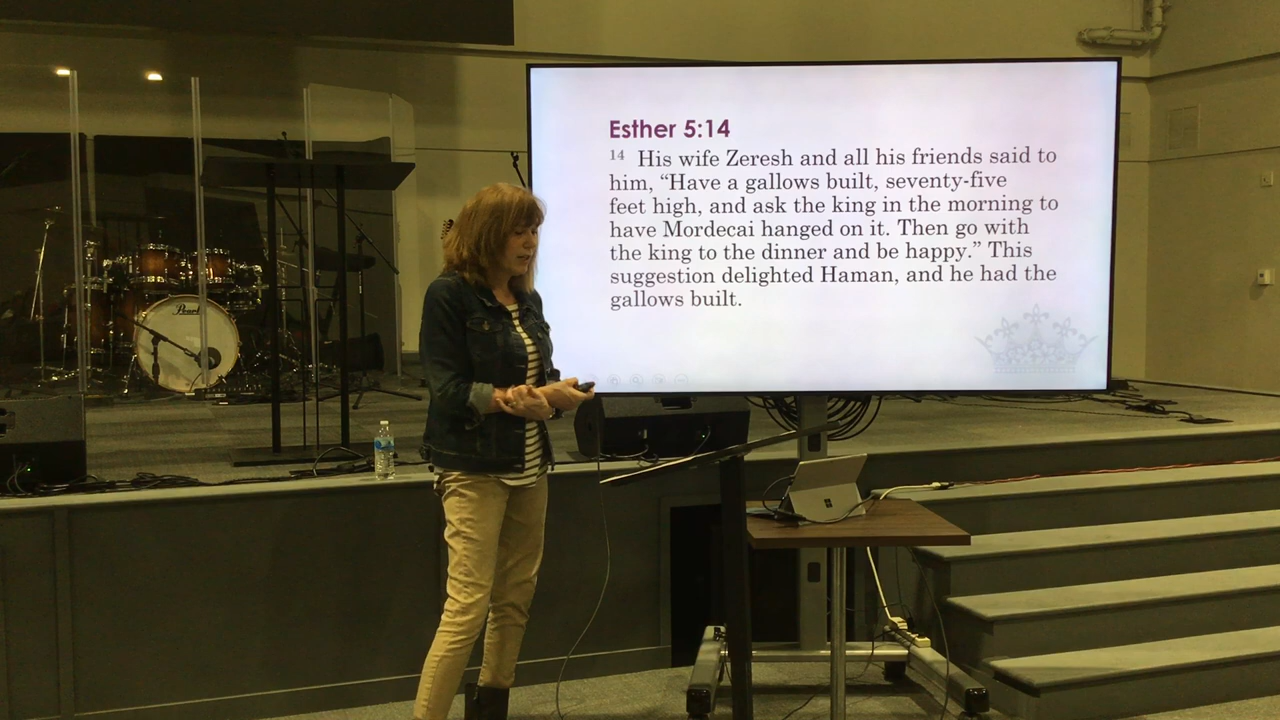 Esther 5:14
14 His wife Zeresh and all his friends said to
him, “Have a gallows built, seventy-five
feet high, and ask the king in the morning to
have Mordecai hanged on it. Then go with
the king to the dinner and be happy.” This
suggestion delighted Haman, and he had the
gallows built.
Pearl